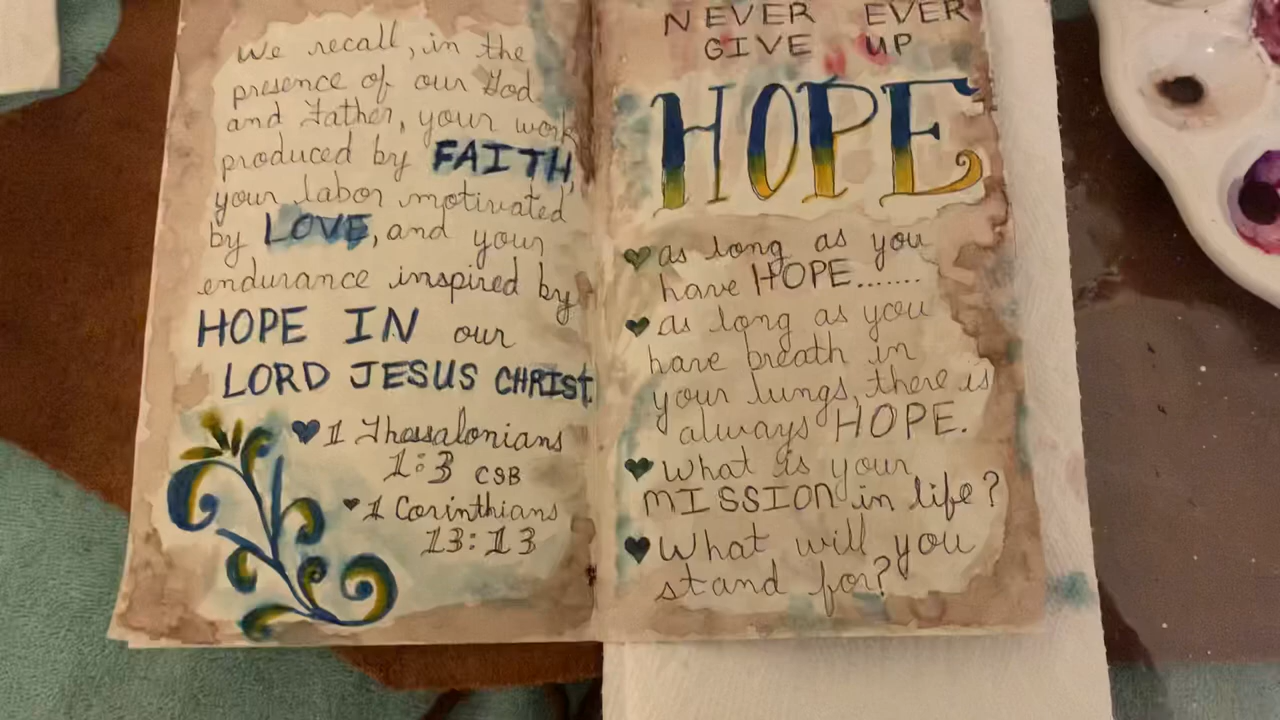 We recall, in the
presence of our God
and Father, your work
produced by FAITH,
your labor motivated
by LOVE, and your
endurance inspired by
HOPE IN our
LORD JESUS CHRIST.
1 Thessalonians
1:3 CSB
1 Corinthians
13:13
NEVER EVER
GIVE UP
HOPE
as long as you
have HOPE.......
as long as you
have breath in
your lungs, there is
always HOPE.
What is your
MISSION in life?
What will you
stand for?